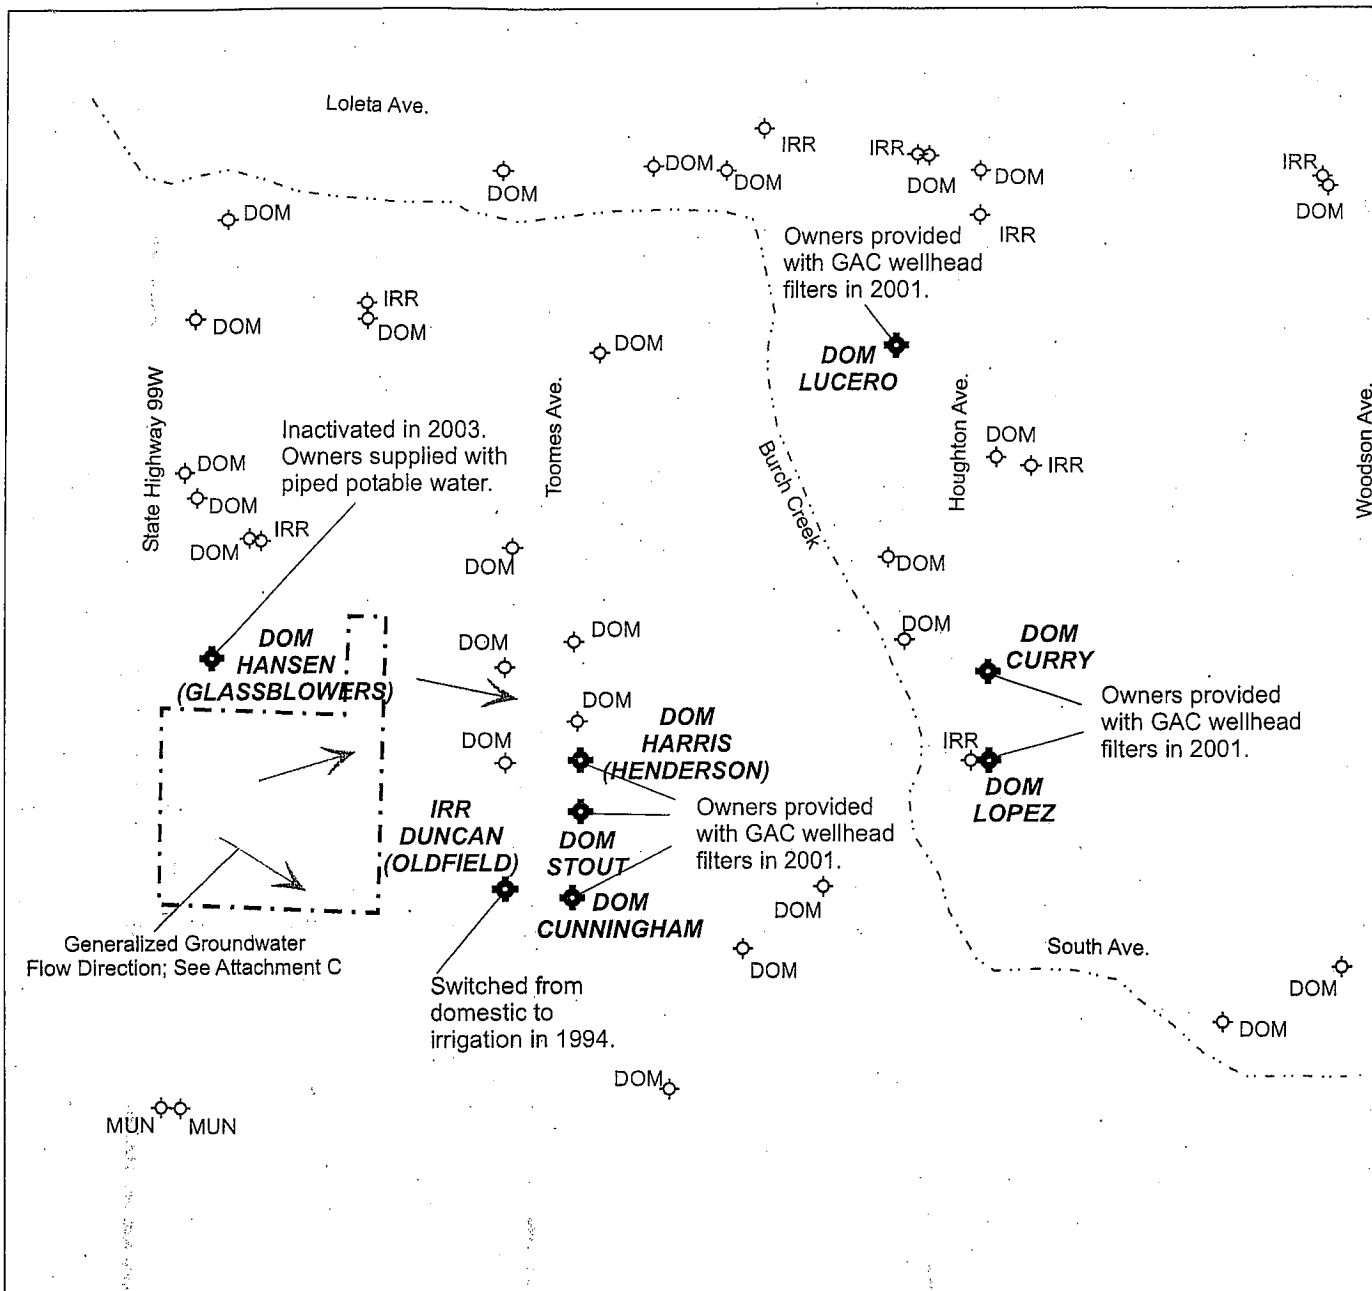 Loleta Ave.
IRR
IRR
DOM
DOM
DOM
DOM
DOM
IRR
DOM
DOM
IRR
Owners provided
with GAC wellhead
filters in 2001.
DOM
LUCERO
IRR
DOM
DOM
DOM
State Highway 99W
Toomes Ave.
Burch Creek
Houghton Ave.
Woodson Ave.
Inactivated in 2003.
Owners supplied with
piped potable water.
DOM
IRR
DOM
DOM
DOM
IRR
DOM
DOM
DOM
DOM
HANSEN
(GLASSBLOWERS)
DOM
DOM
DOM
DOM
DOM
CURRY
Owners provided
with GAC wellhead
filters in 2001.
DOM
HARRIS
(HENDERSON)
IRR
DOM
LOPEZ
IRR
DUNCAN
(OLDFIELD)
DOM
STOUT
Owners provided
with GAC wellhead
filters in 2001.
DOM
CUNNINGHAM
DOM
DOM
Generalized Groundwater
Flow Direction; See Attachment C
Switched from
domestic to
irrigation in 1994.
South Ave.
DOM
DOM
DOM
MUN
MUN